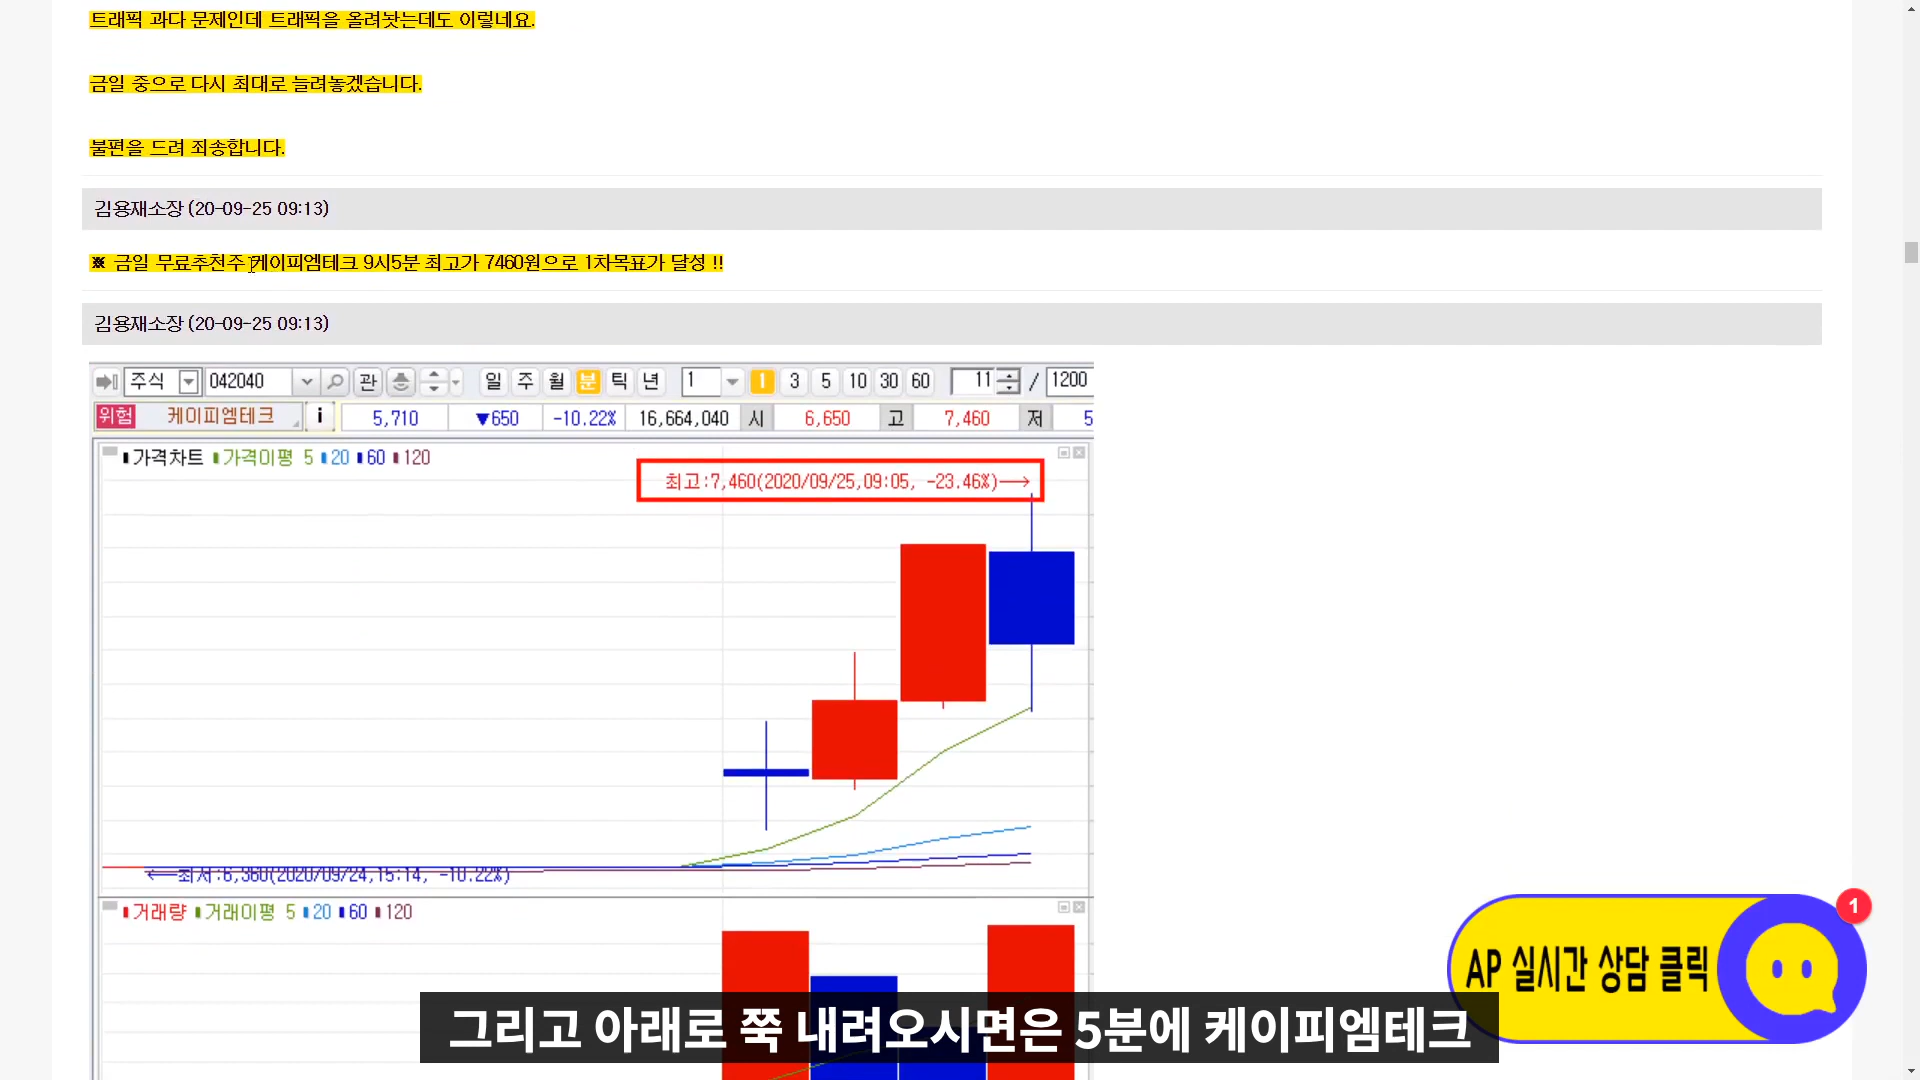 트래픽 과다 문제인데 트래픽을 올려놧는데도 이렇네요.
금일 중으로 다시 최대로 늘려놓겠습니다.
불편을 드려 죄송합니다.
김용재소장 (20-09-25 09:13)
※ 금일 무료추천주 케이피엠테크 9시5분 최고가 7460원으로 1차목표가 달성 !!
김용재소장 (20-09-25 09:13)
주식 042040 관 일 주 월 분 틱 년 1 1 3 5 10 30 60 11 / 1200
위험 케이피엠테크 i 5,710 ▼650 -10.22% 16,664,040 시 6,650 고 7,460 저 5
가격차트 가격이평 5 20 60 120
최고:7,460(2020/09/25,09:05, -23.46%)→
←최저:6,360(2020/09/24,15:14, -10.22%)
거래량 거래이평 5 20 60 120
1
AP 실시간 상담 클릭
그리고 아래로 쭉 내려오시면은 5분에 케이피엠테크